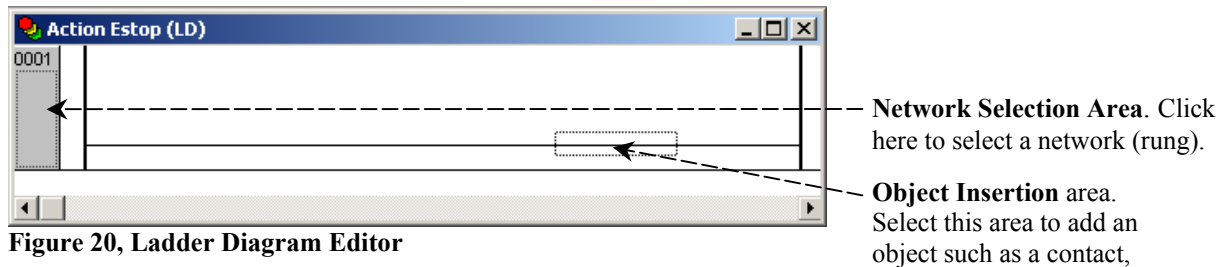 Action Estop (LD)
0001
Network Selection Area. Click
here to select a network (rung).
Object Insertion area.
Select this area to add an
object such as a contact,
Figure 20, Ladder Diagram Editor